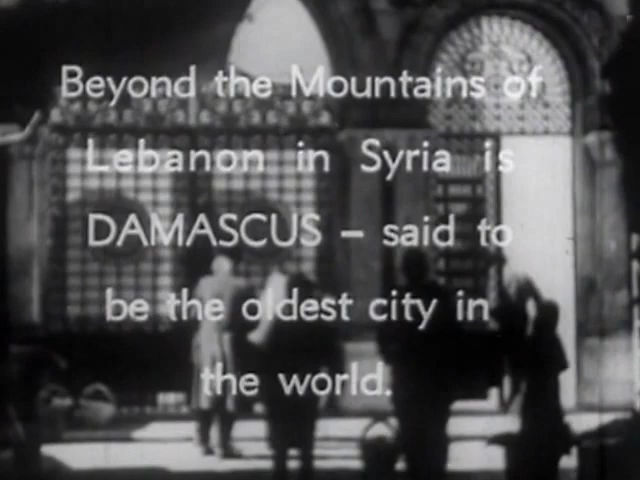 Beyond the Mountains of
Lebanon in Syria is
DAMASCUS – said to
be the oldest city in
the world.